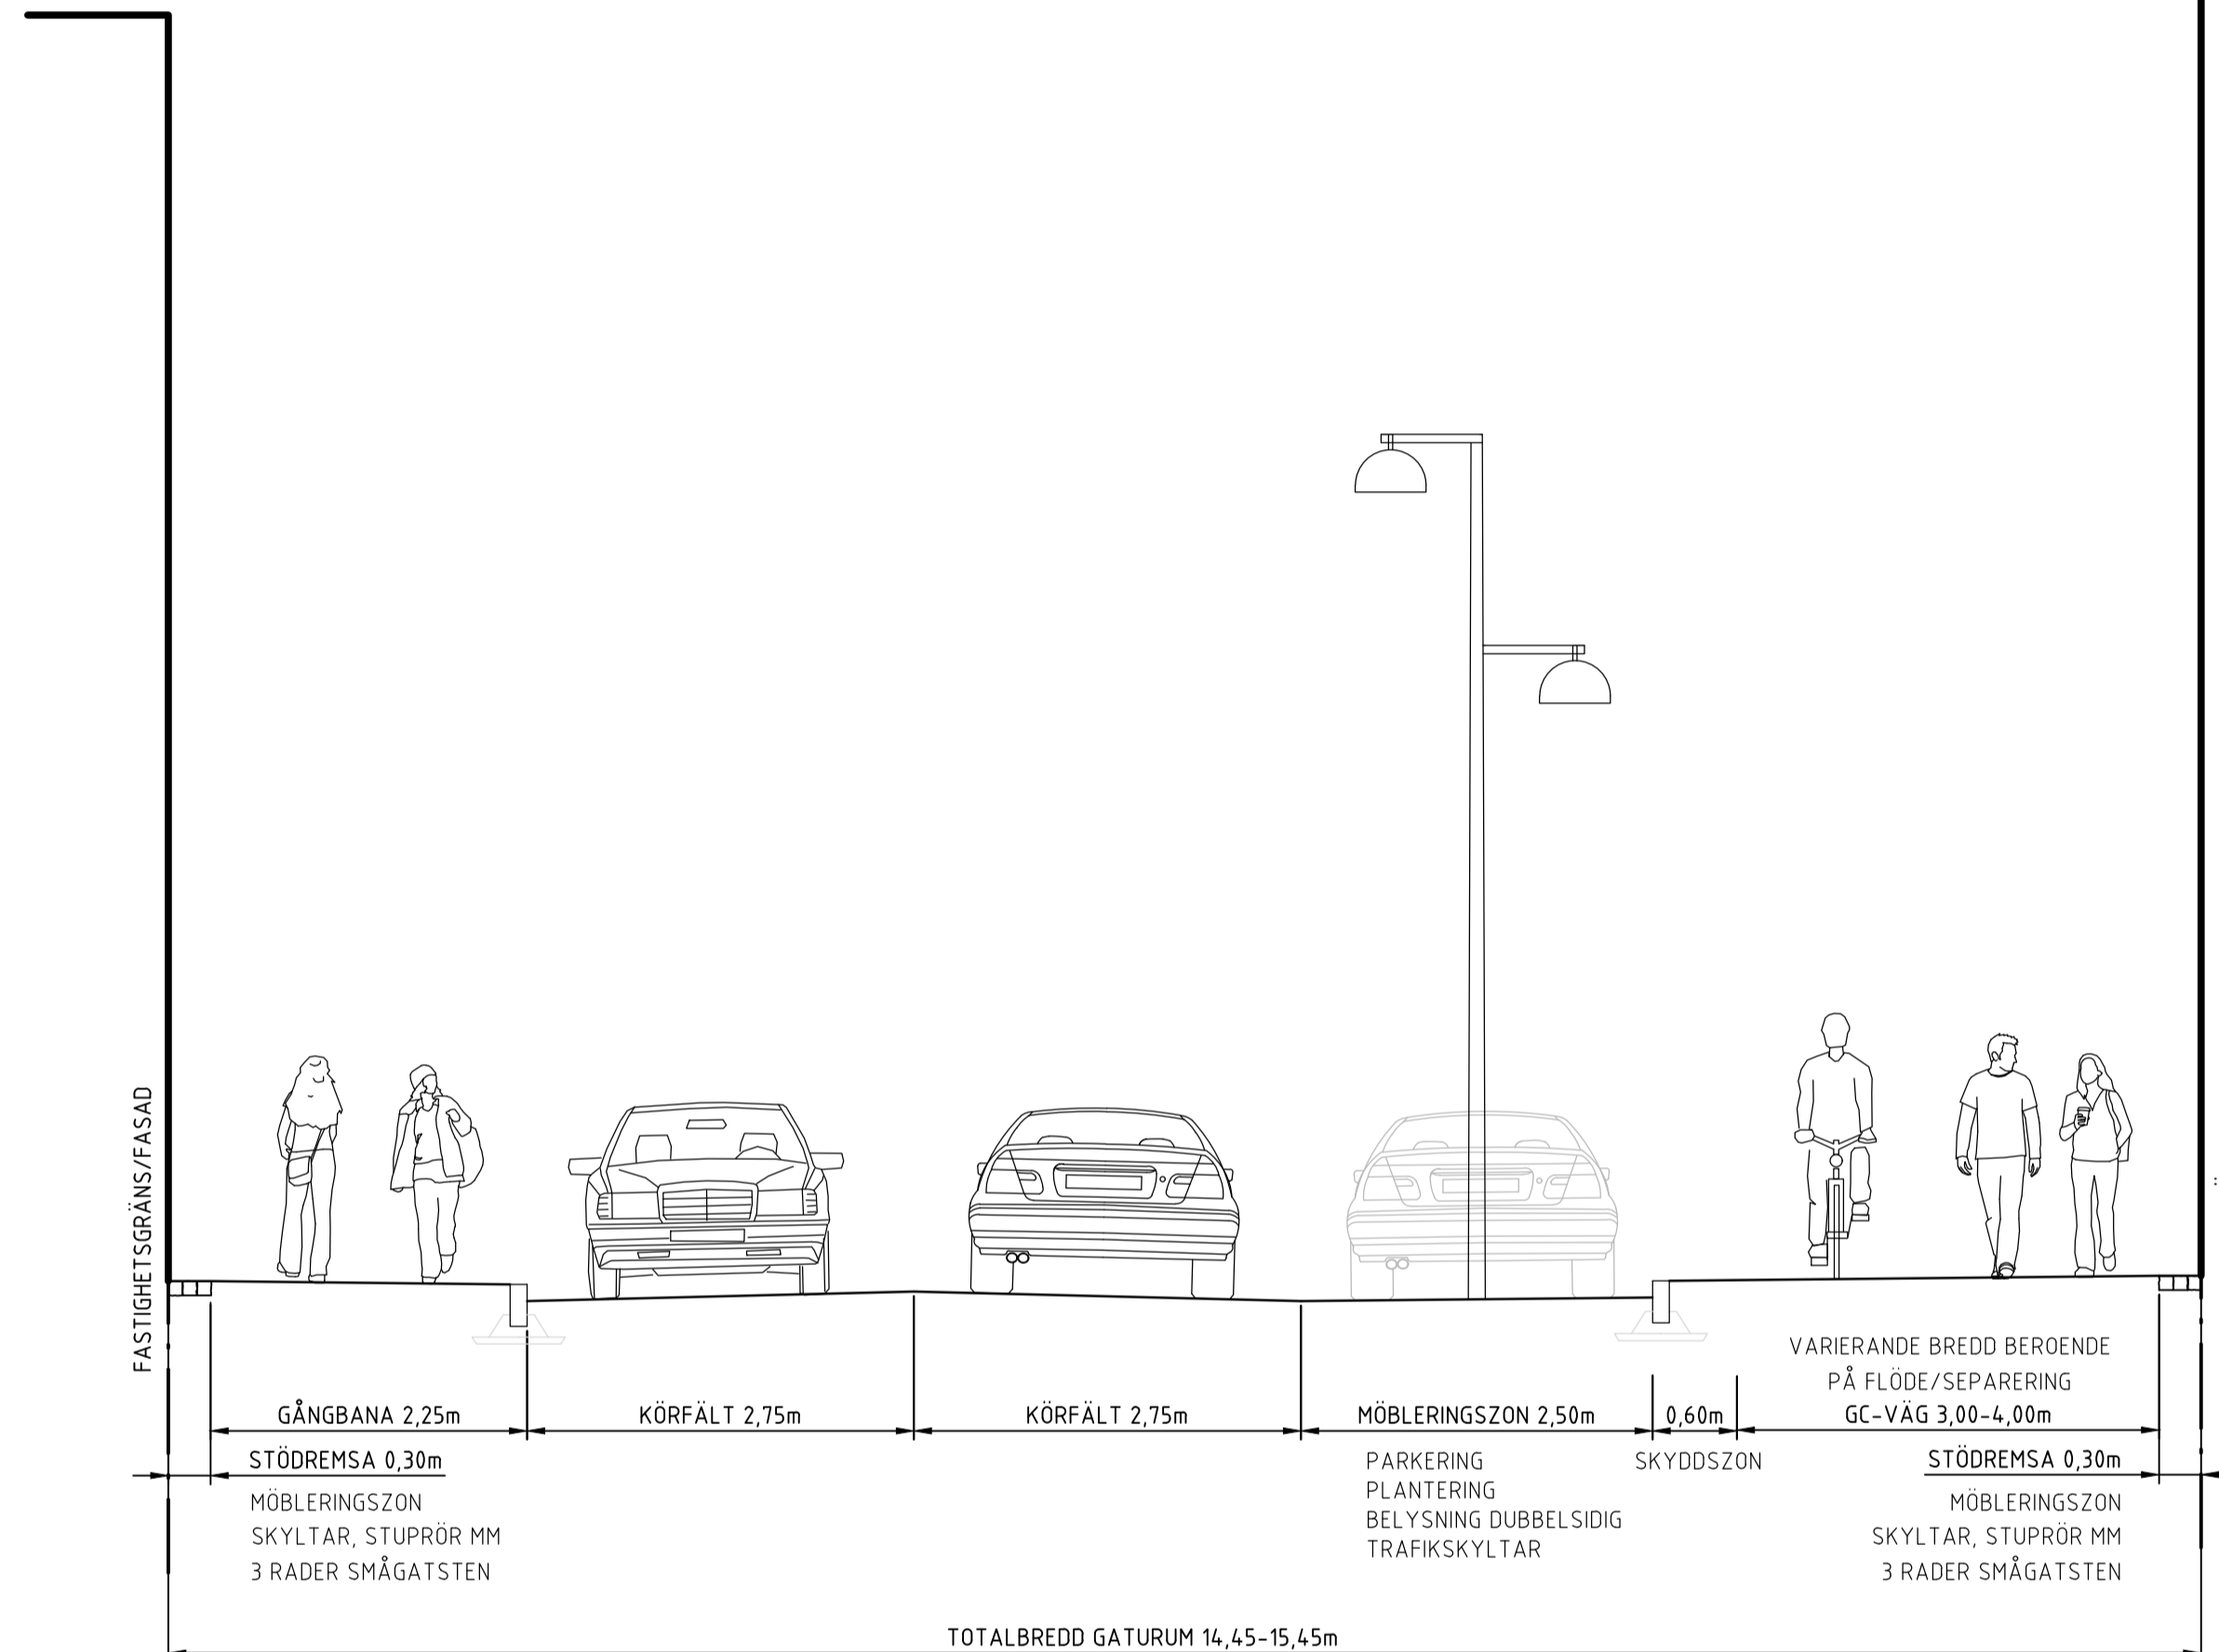 FASTIGHETSGRÄNS/FASAD
GÅNGBANA 2,25m
STÖDREMSA 0,30m
MÖBLERINGSZON
SKYLTAR, STUPRÖR MM
3 RADER SMÅGATSTEN
KÖRFÄLT 2,75m
KÖRFÄLT 2,75m
MÖBLERINGSZON 2,50m
PARKERING
PLANTERING
BELYSNING DUBBELSIDIG
TRAFIKSKYLTAR
0,60m
SKYDDSZON
VARIERANDE BREDD BEROENDE
PÅ FLÖDE/SEPARERING
GC-VÄG 3,00-4,00m
STÖDREMSA 0,30m
MÖBLERINGSZON
SKYLTAR, STUPRÖR MM
3 RADER SMÅGATSTEN
TOTALBREDD GATURUM 14,45-15,45m